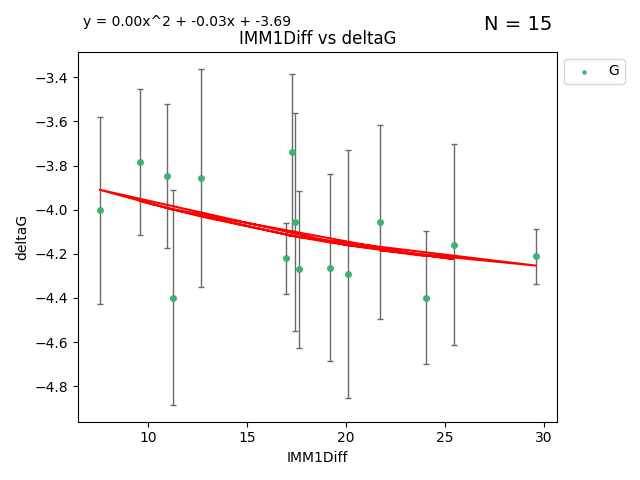 y = 0.00x^2 + -0.03x + -3.69
N = 15
IMM1Diff vs deltaG
G
−3.4
−3.6
−3.8
−4.0
−4.2
−4.4
−4.6
−4.8
deltaG
10 15 20 25 30
IMM1Diff